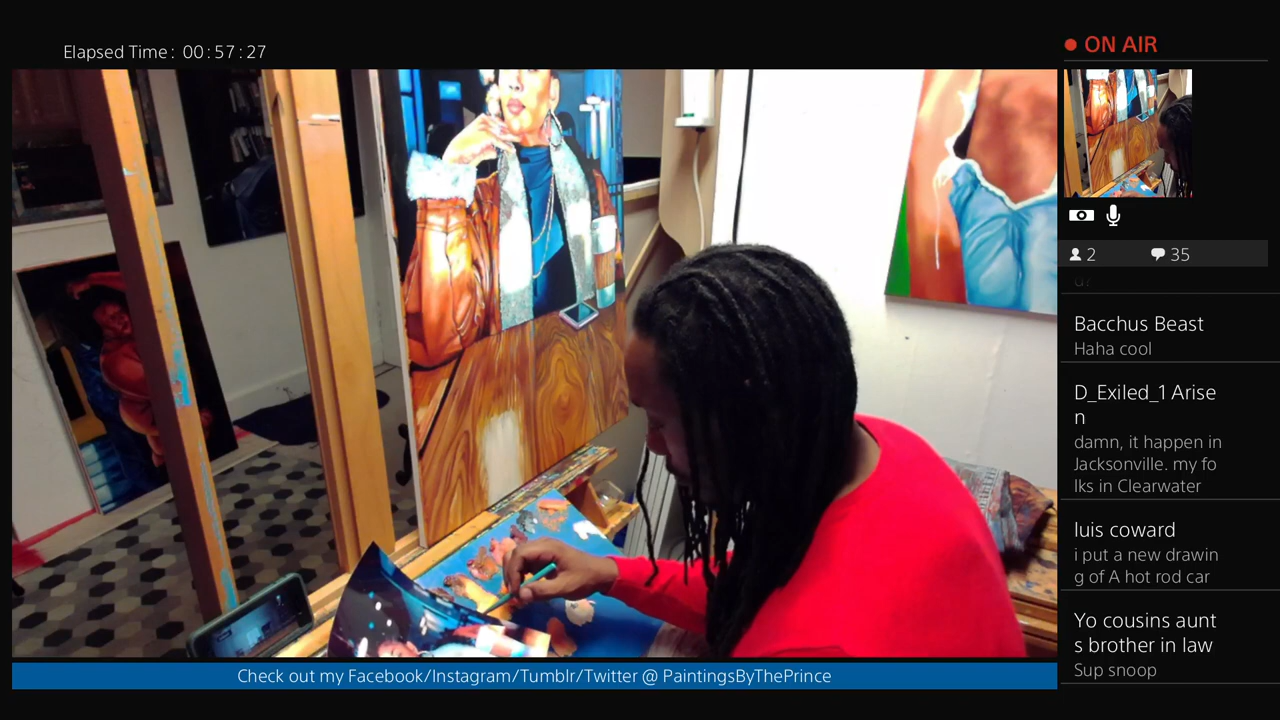 Elapsed Time: 00:57:27
ON AIR
2
35
Bacchus Beast
Haha cool
D_Exiled_1 Arise
n
damn, it happen in
Jacksonville. my fo
lks in Clearwater
luis coward
i put a new drawin
g of A hot rod car
Yo cousins aunt
s brother in law
Sup snoop
Check out my Facebook/Instagram/Tumblr/Twitter @ PaintingsByThePrince